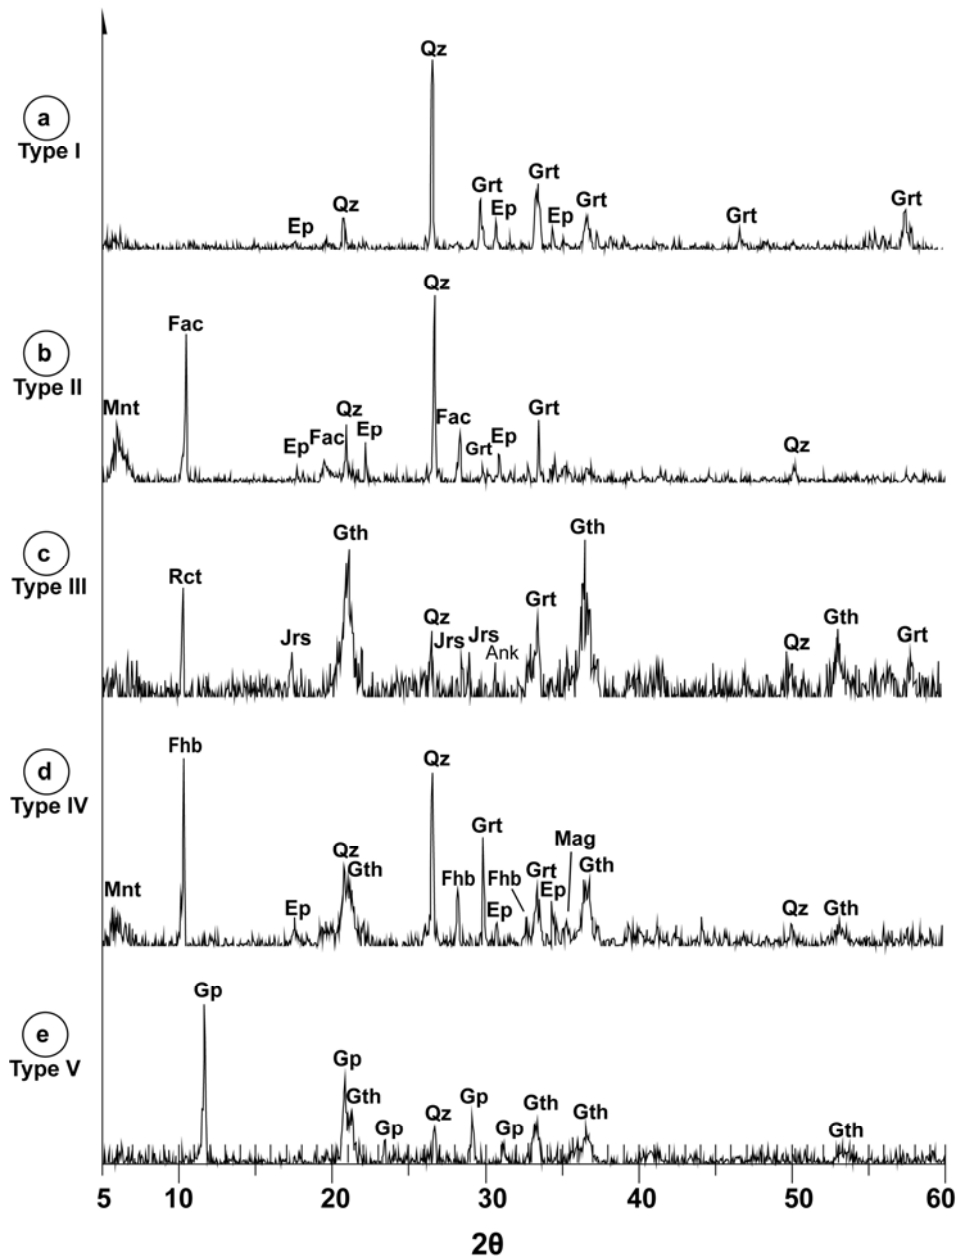 a
Type I
Qz
Ep
Qz
Grt
Ep
Grt
Ep
Grt
Grt
Grt
b
Type II
Mnt
Fac
Ep
Fac
Qz
Ep
Qz
Fac
Grt
Ep
Grt
Qz
c
Type III
Rct
Jrs
Gth
Qz
Jrs
Jrs
Ank
Grt
Gth
Qz
Gth
Grt
d
Type IV
Mnt
Fhb
Ep
Qz
Gth
Qz
Fhb
Grt
Ep
Fhb
Grt
Ep
Mag
Gth
Qz
Gth
e
Type V
Gp
Gp
Gth
Gp
Qz
Gp
Gp
Gth
Gth
Gth
5 10 20 30 40 50 60
2θ